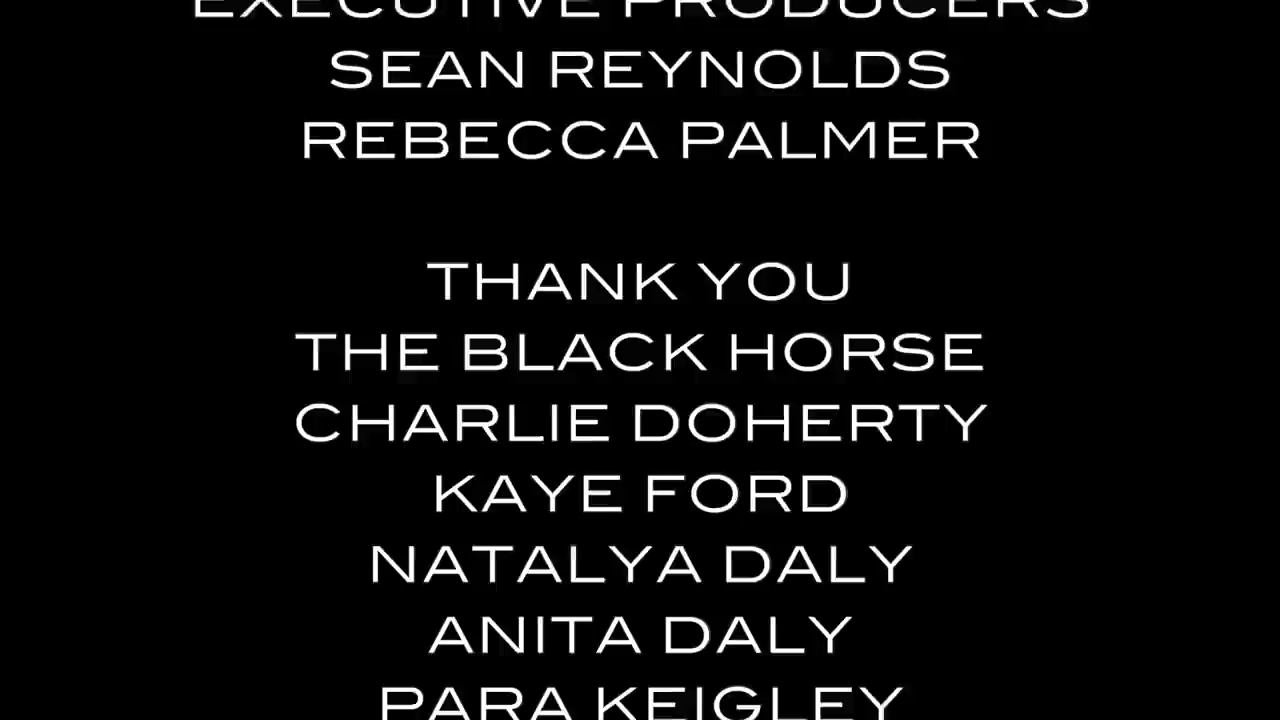 EXECUTIVE PRODUCERS
SEAN REYNOLDS
REBECCA PALMER
THANK YOU
THE BLACK HORSE
CHARLIE DOHERTY
KAYE FORD
NATALYA DALY
ANITA DALY
PARA KEIGLEY